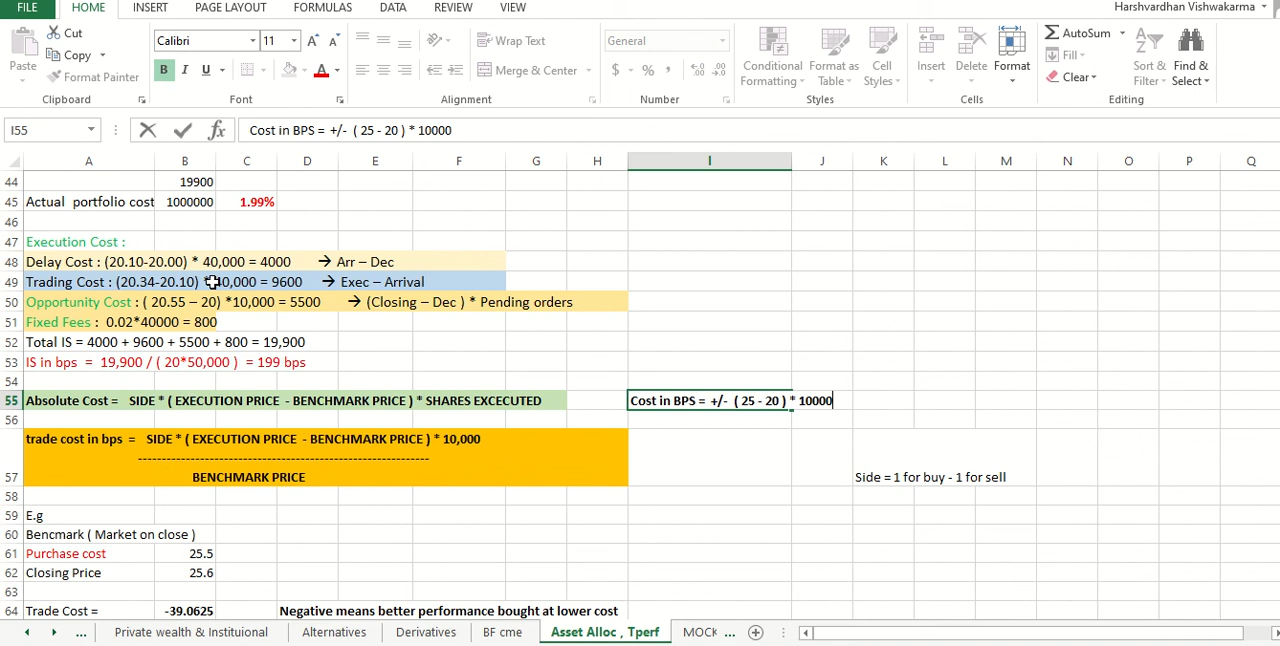 FILE HOME INSERT PAGE LAYOUT FORMULAS DATA REVIEW VIEW Harshvardhan Vishwakarma
Cut Calibri 11 Wrap Text General AutoSum
Copy Fill
Paste Format Painter B I U Merge & Center $ % Conditional Formatting Format as Table Cell Styles Insert Delete Format Clear Sort & Filter Find & Select
Clipboard Font Alignment Number Styles Cells Editing
I55 fx Cost in BPS = +/- ( 25 - 20 ) * 10000
A B C D E F G H I J K L M N O P Q
44 19900
45 Actual portfolio cost 1000000 1.99%
46
47 Execution Cost :
48 Delay Cost : (20.10-20.00) * 40,000 = 4000 → Arr – Dec
49 Trading Cost : (20.34-20.10) *40,000 = 9600 → Exec – Arrival
50 Opportunity Cost : ( 20.55 – 20) *10,000 = 5500 → (Closing – Dec ) * Pending orders
51 Fixed Fees : 0.02*40000 = 800
52 Total IS = 4000 + 9600 + 5500 + 800 = 19,900
53 IS in bps = 19,900 / ( 20*50,000 ) = 199 bps
54
55 Absolute Cost = SIDE * ( EXECUTION PRICE - BENCHMARK PRICE ) * SHARES EXCECUTED Cost in BPS = +/- ( 25 - 20 ) * 10000
56
trade cost in bps = SIDE * ( EXECUTION PRICE - BENCHMARK PRICE ) * 10,000
--------------------------------------------------------------
57 BENCHMARK PRICE Side = 1 for buy - 1 for sell
58
59 E.g
60 Bencmark ( Market on close )
61 Purchase cost 25.5
62 Closing Price 25.6
63
64 Trade Cost = -39.0625 Negative means better performance bought at lower cost
... Private wealth & Instituional Alternatives Derivatives BF cme Asset Alloc , Tperf MOCK ...